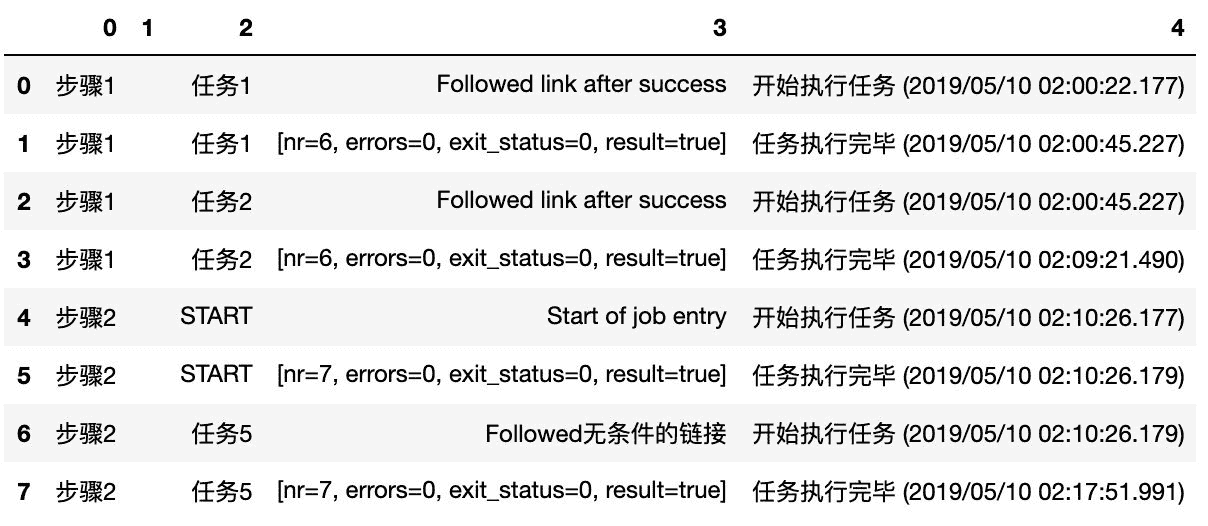 0 1 2 3 4
0 步骤1 任务1 Followed link after success 开始执行任务 (2019/05/10 02:00:22.177)
1 步骤1 任务1 [nr=6, errors=0, exit_status=0, result=true] 任务执行完毕 (2019/05/10 02:00:45.227)
2 步骤1 任务2 Followed link after success 开始执行任务 (2019/05/10 02:00:45.227)
3 步骤1 任务2 [nr=6, errors=0, exit_status=0, result=true] 任务执行完毕 (2019/05/10 02:09:21.490)
4 步骤2 START Start of job entry 开始执行任务 (2019/05/10 02:10:26.177)
5 步骤2 START [nr=7, errors=0, exit_status=0, result=true] 任务执行完毕 (2019/05/10 02:10:26.179)
6 步骤2 任务5 Followed无条件的链接 开始执行任务 (2019/05/10 02:10:26.179)
7 步骤2 任务5 [nr=7, errors=0, exit_status=0, result=true] 任务执行完毕 (2019/05/10 02:17:51.991)